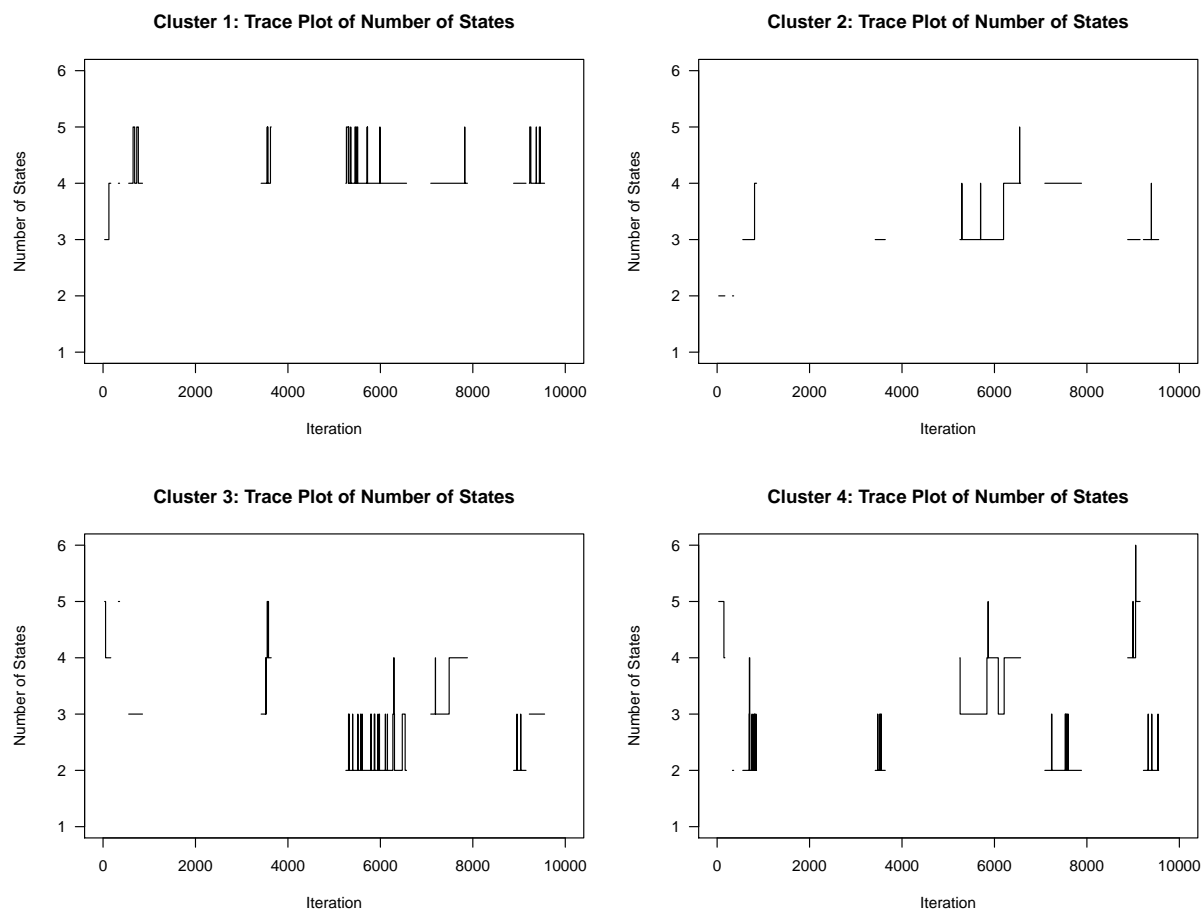 Cluster 1: Trace Plot of Number of States
Number of States
6
5
4
3
2
1
0 2000 4000 6000 8000 10000
Iteration
Cluster 2: Trace Plot of Number of States
Number of States
6
5
4
3
2
1
0 2000 4000 6000 8000 10000
Iteration
Cluster 3: Trace Plot of Number of States
Number of States
6
5
4
3
2
1
0 2000 4000 6000 8000 10000
Iteration
Cluster 4: Trace Plot of Number of States
Number of States
6
5
4
3
2
1
0 2000 4000 6000 8000 10000
Iteration